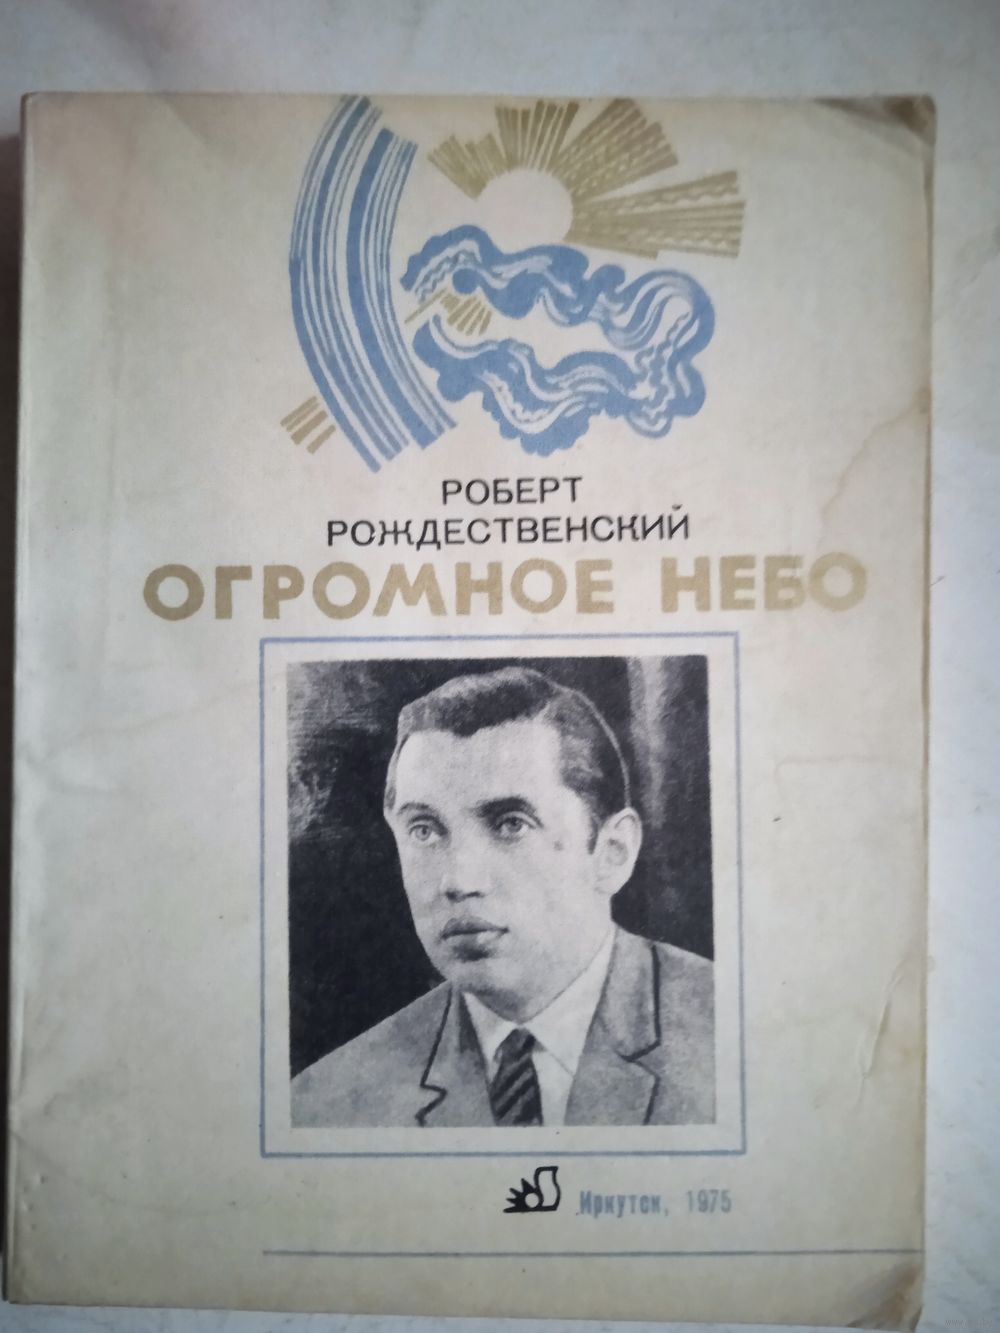 РОБЕРТ
РОЖДЕСТВЕНСКИЙ
ОГРОМНОЕ НЕБО
Иркутск, 1975